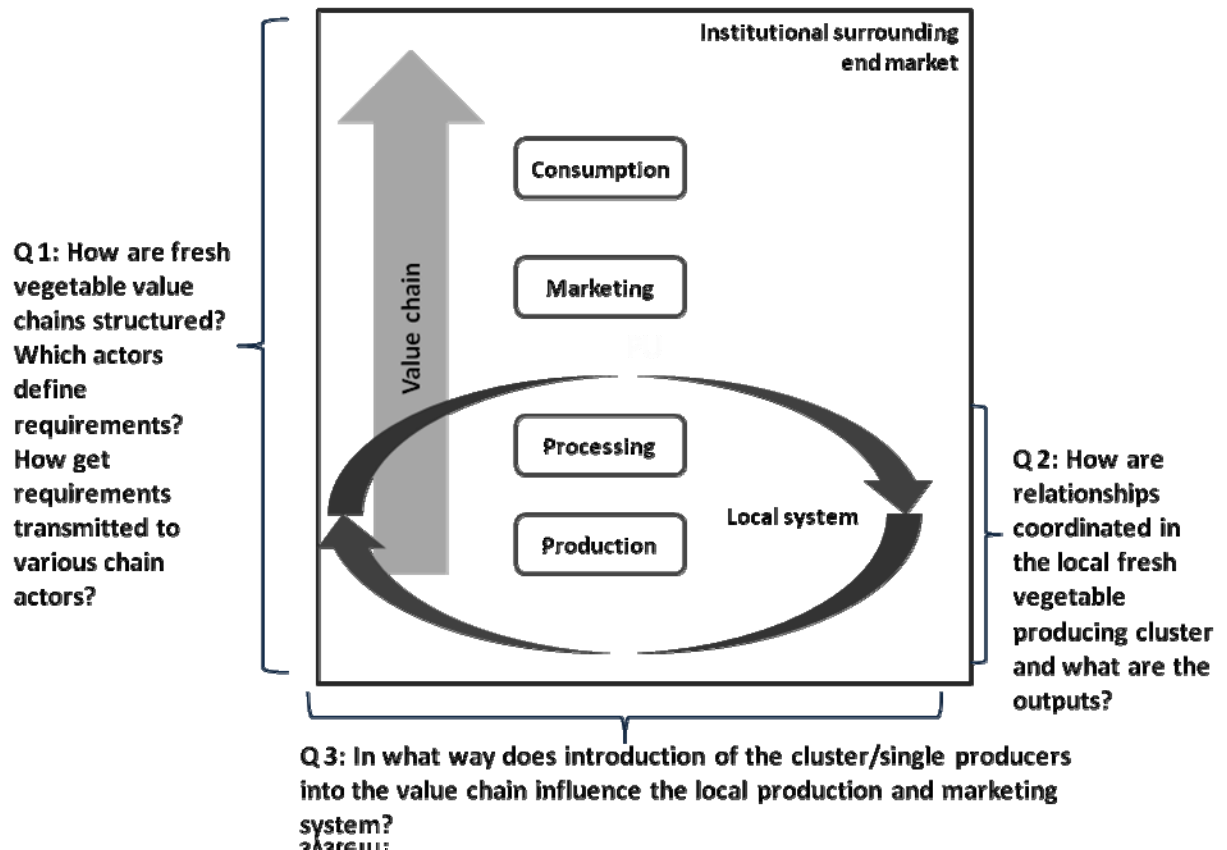 Institutional surrounding
end market
Consumption
Marketing
Value chain
Processing
Local system
Production
Q1: How are fresh
vegetable value
chains structured?
Which actors
define
requirements?
How get
requirements
transmitted to
various chain
actors?
Q2: How are
relationships
coordinated in
the local fresh
vegetable
producing cluster
and what are the
outputs?
Q3: In what way does introduction of the cluster/single producers
into the value chain influence the local production and marketing
system?